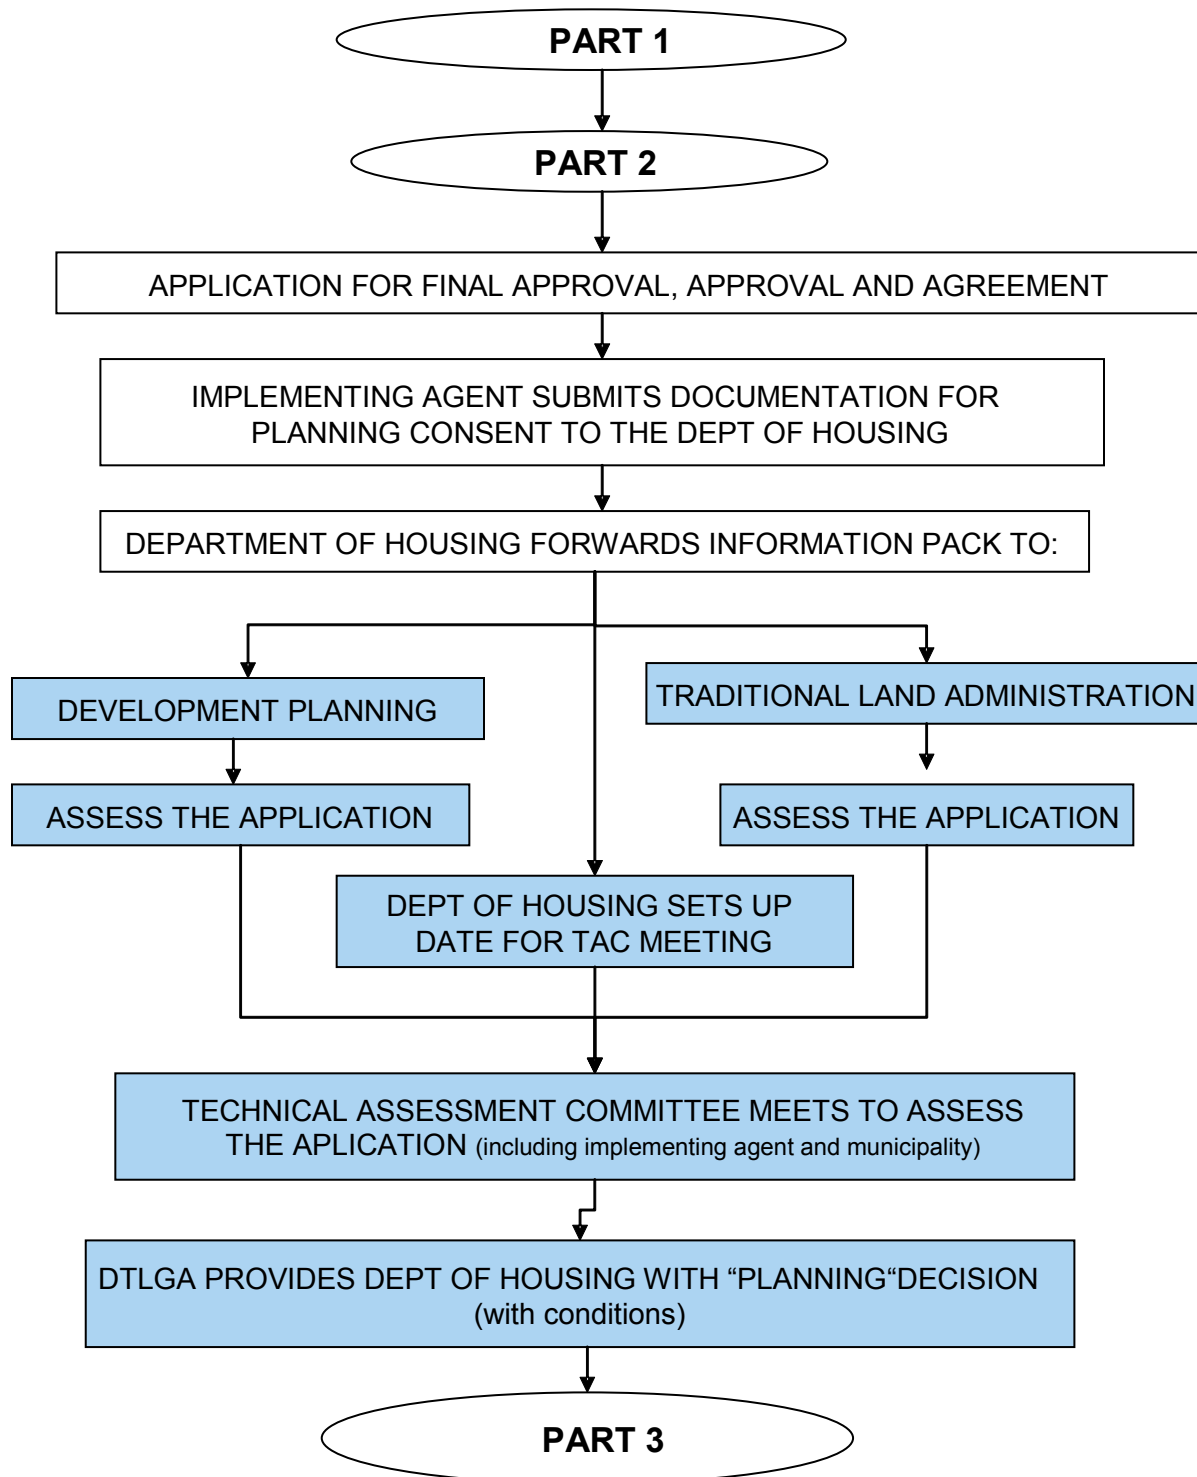 PART 1
PART 2
APPLICATION FOR FINAL APPROVAL, APPROVAL AND AGREEMENT
IMPLEMENTING AGENT SUBMITS DOCUMENTATION FOR
PLANNING CONSENT TO THE DEPT OF HOUSING
DEPARTMENT OF HOUSING FORWARDS INFORMATION PACK TO:
DEVELOPMENT PLANNING
TRADITIONAL LAND ADMINISTRATION
ASSESS THE APPLICATION
ASSESS THE APPLICATION
DEPT OF HOUSING SETS UP
DATE FOR TAC MEETING
TECHNICAL ASSESSMENT COMMITTEE MEETS TO ASSESS
THE APLICATION (including implementing agent and municipality)
DTLGA PROVIDES DEPT OF HOUSING WITH “PLANNING“DECISION
(with conditions)
PART 3